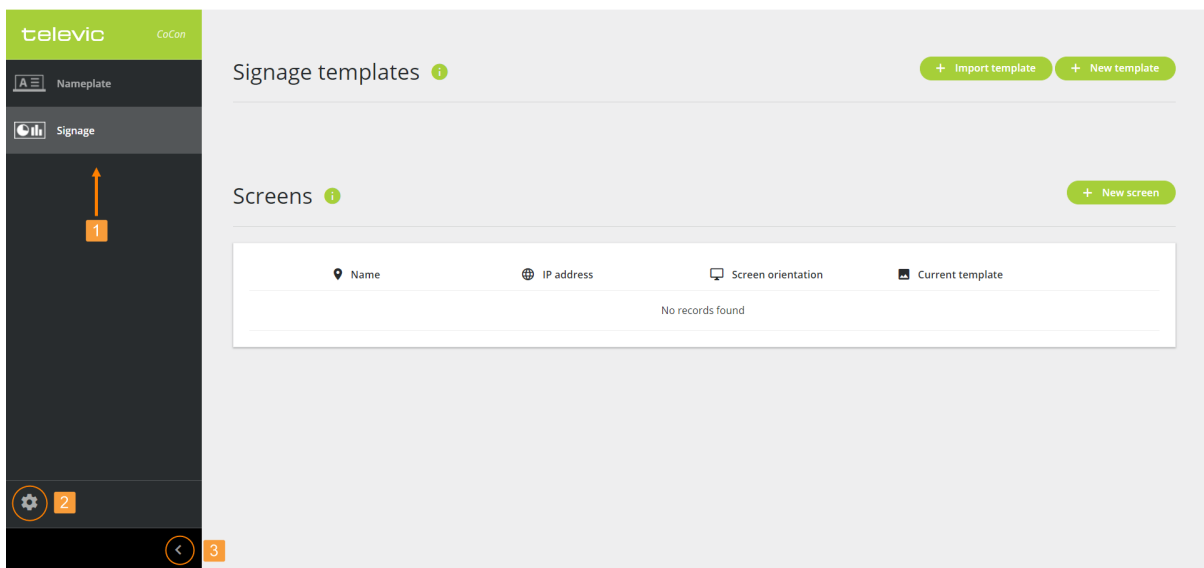 televic CoCon
A Nameplate
Signage
1
2
3
Signage templates i
+ Import template
+ New template
Screens i
+ New screen
Name IP address Screen orientation Current template
No records found